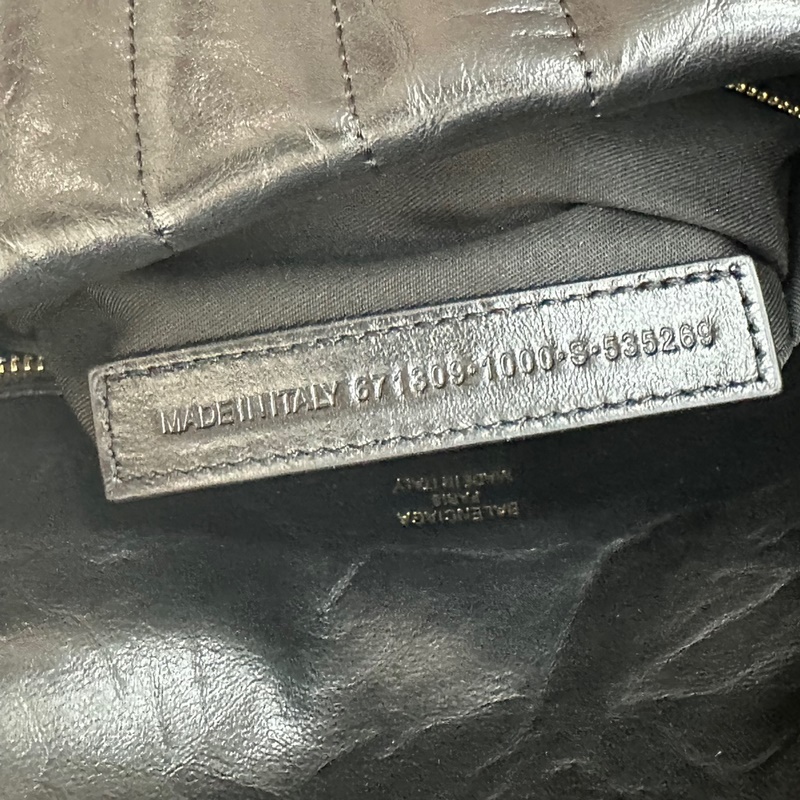 MADE IN ITALY 671309·1000·S·535269
BALENCIAGA
PARIS
MADE IN ITALY